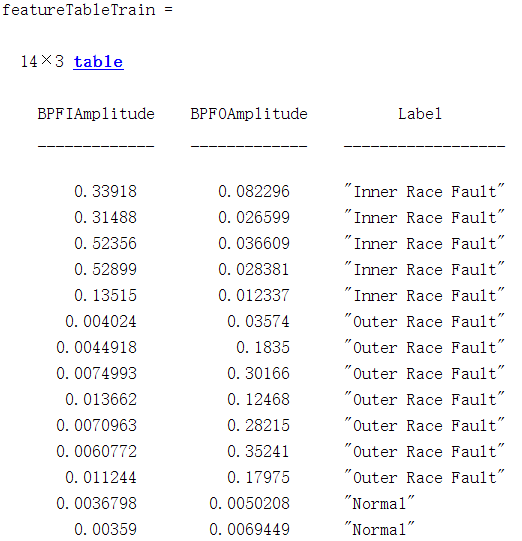 featureTableTrain =
14×3 table
BPFIAmplitude BPFOAmplitude Label
_____________ _____________ __________________
0.33918 0.082296 "Inner Race Fault"
0.31488 0.026599 "Inner Race Fault"
0.52356 0.036609 "Inner Race Fault"
0.52899 0.028381 "Inner Race Fault"
0.13515 0.012337 "Inner Race Fault"
0.004024 0.03574 "Outer Race Fault"
0.0044918 0.1835 "Outer Race Fault"
0.0074993 0.30166 "Outer Race Fault"
0.013662 0.12468 "Outer Race Fault"
0.0070963 0.28215 "Outer Race Fault"
0.0060772 0.35241 "Outer Race Fault"
0.011244 0.17975 "Outer Race Fault"
0.0036798 0.0050208 "Normal"
0.00359 0.0069449 "Normal"